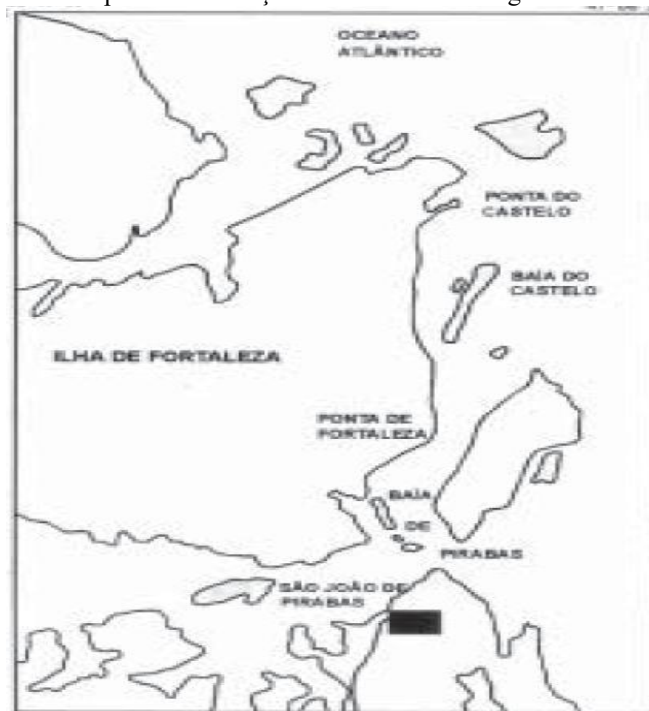 OCEANO
ATLÂNTICO
PONTA DO
CASTELO
BAÍA DO
CASTELO
ILHA DE FORTALEZA
PONTA DE
FORTALEZA
BAÍA
DE
PIRABAS
SÃO JOÃO DE
PIRABAS